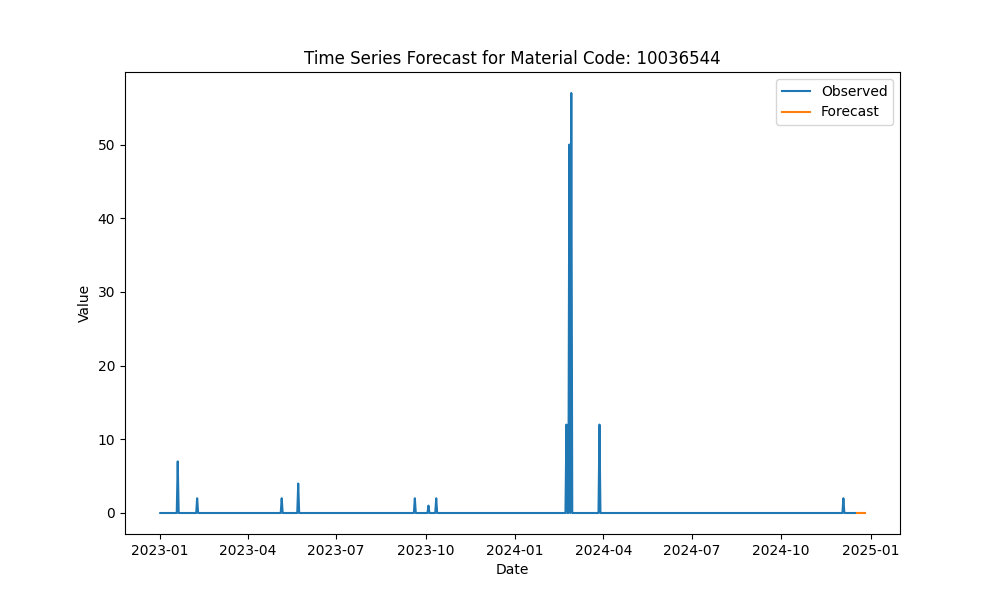 Time Series Forecast for Material Code: 10036544
Observed
Forecast
50
40
30
20
10
0
Value
2023-01 2023-04 2023-07 2023-10 2024-01 2024-04 2024-07 2024-10 2025-01
Date